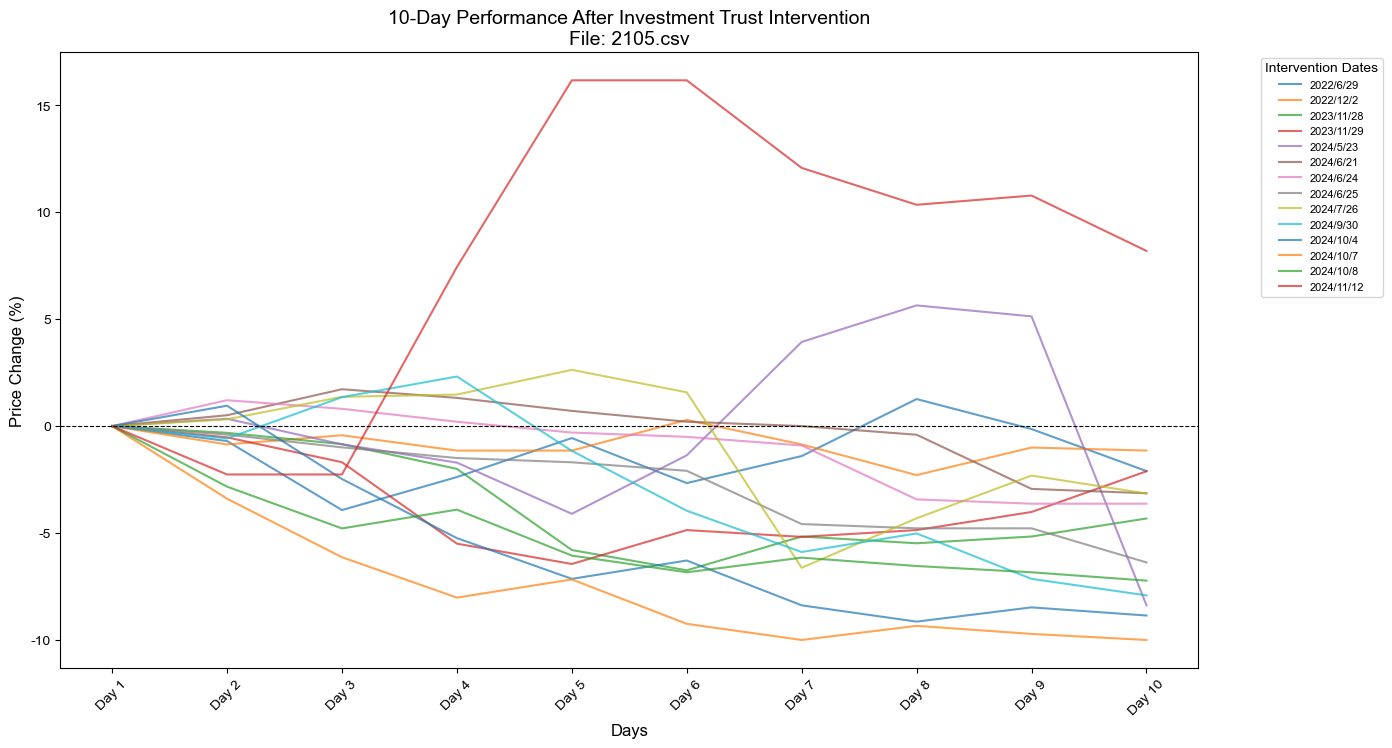 10-Day Performance After Investment Trust Intervention
File: 2105.csv
Price Change (%)
15
10
5
0
-5
-10
Day 1
Day 2
Day 3
Day 4
Day 5
Day 6
Day 7
Day 8
Day 9
Day 10
Days
Intervention Dates
2022/6/29
2022/12/2
2023/11/28
2023/11/29
2024/5/23
2024/6/21
2024/6/24
2024/6/25
2024/7/26
2024/9/30
2024/10/4
2024/10/7
2024/10/8
2024/11/12